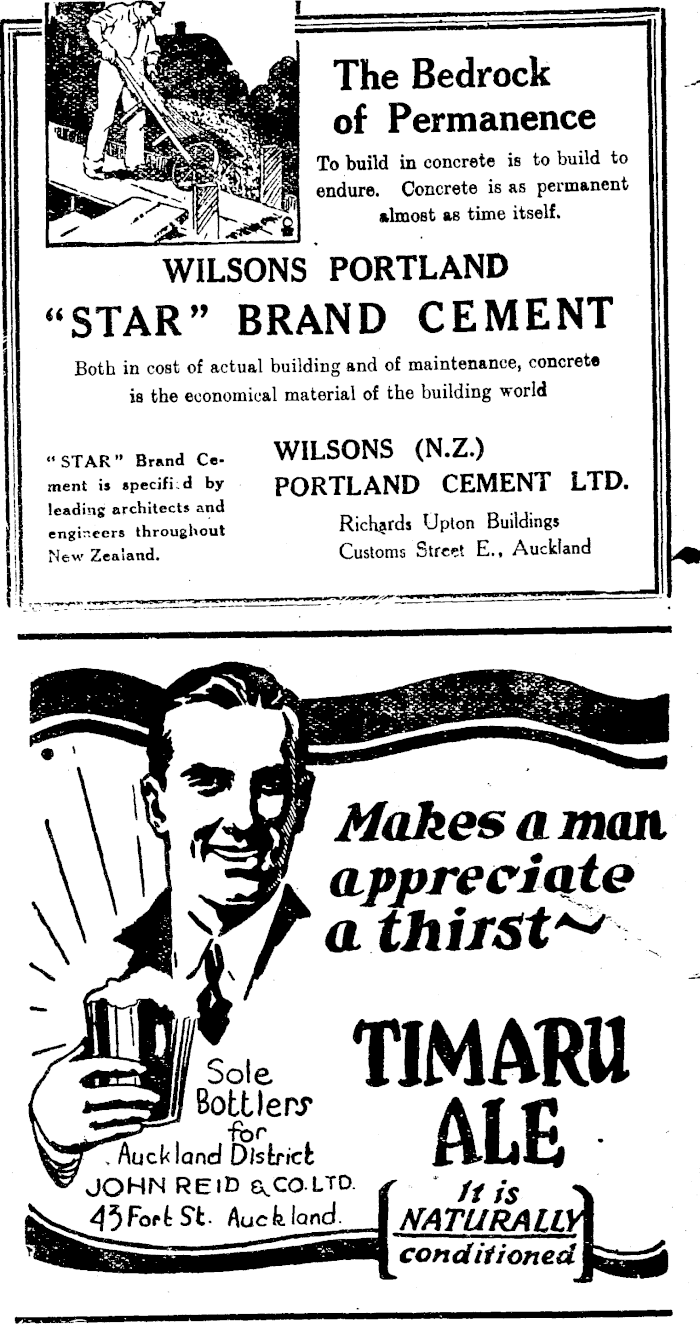 The Bedrock
of Permanence
To build in concrete is to build to
endure. Concrete is as permanent
almost as time itself.
WILSONS PORTLAND
"STAR" BRAND CEMENT
Both in cost of actual building and of maintenance, concrete
is the economical material of the building world
"STAR" Brand Ce-
ment is specified by
leading architects and
engineers throughout
New Zealand.
WILSONS (N.Z.)
PORTLAND CEMENT LTD.
Richards Upton Buildings
Customs Street E., Auckland
Makes a man
appreciate
a thirst~
TIMARU
ALE
It is
NATURALLY
conditioned
Sole
Bottlers
for
Auckland District
JOHN REID & CO. LTD.
43 Fort St. Auckland.